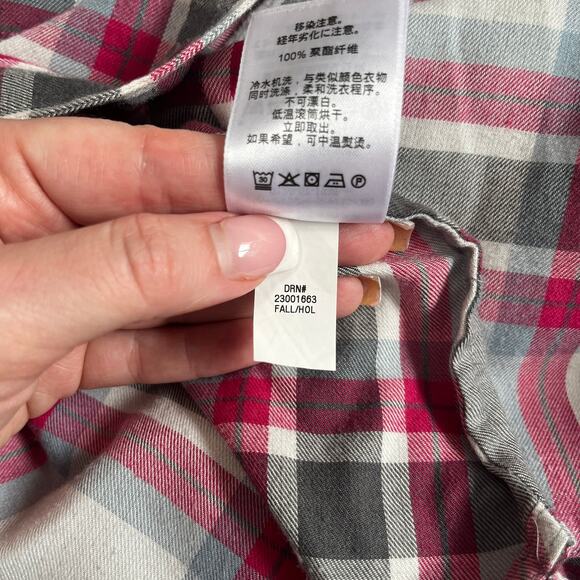 移染注意。
轻年劣化に注意。
100% 聚酯纤维
冷水机洗，与类似颜色衣物
同时洗涤，柔和洗衣程序。
不可漂白。
低温滚筒烘干。
立即取出。
如果希望，可中温熨烫。
30 P
DRN#
23001663
FALL/HOL